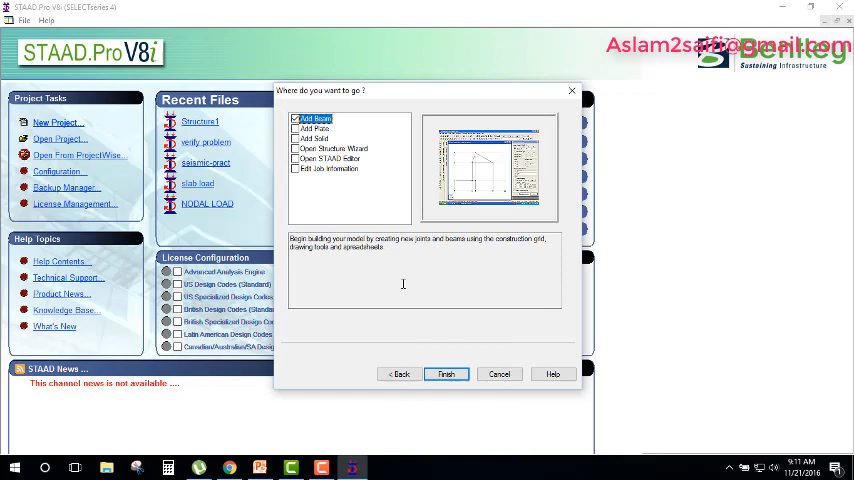 STAAD.Pro V8i (SELECTseries 4)
File Help
STAAD.Pro V8i
Aslam2saifi@gmail.com
Bentley
Sustaining Infrastructure
Project Tasks
New Project...
Open Project...
Open From ProjectWise...
Configuration...
Backup Manager...
License Management...
Recent Files
Structure1
verify problem
seismic-pract
slab load
NODAL LOAD
Where do you want to go ?
Add Beam
Add Plate
Add Solid
Open Structure Wizard
Open STAAD Editor
Edit Job Information
Begin building your model by creating new joints and beams using the construction grid,
drawing tools and spreadsheets
< Back Finish Cancel Help
Help Topics
Help Contents...
Technical Support...
Product News...
Knowledge Base...
What's New
License Configuration
Advanced Analysis Engine
US Design Codes (Standard)
US Specialized Design Codes
British Design Codes (Standard)
British Specialized Design Codes
Latin American Design Codes
Canadian/Australian/SA Design
STAAD News ...
This channel news is not available ....
9:11 AM
11/21/2016